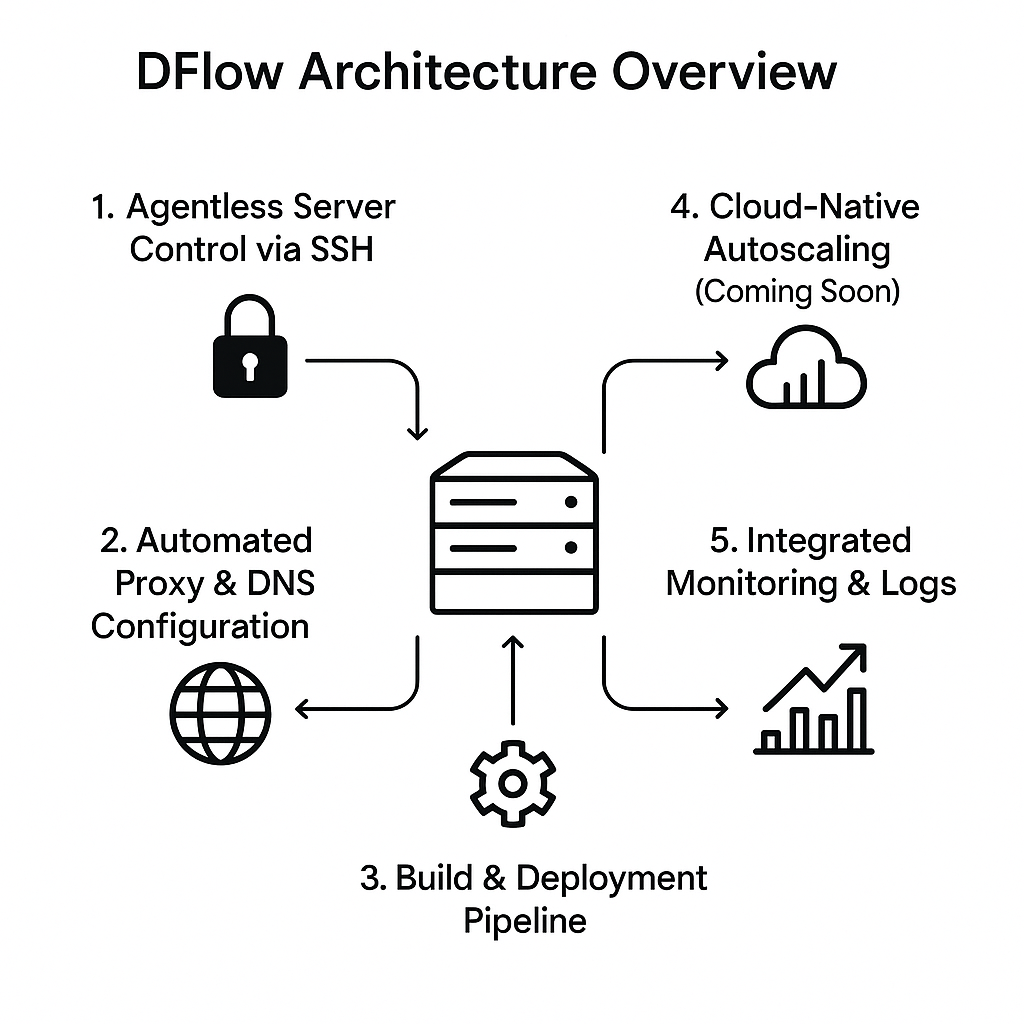 DFlow Architecture Overview
1. Agentless Server
Control via SSH
2. Automated
Proxy & DNS
Configuration
3. Build & Deployment
Pipeline
4. Cloud-Native
Autoscaling
(Coming Soon)
5. Integrated
Monitoring & Logs